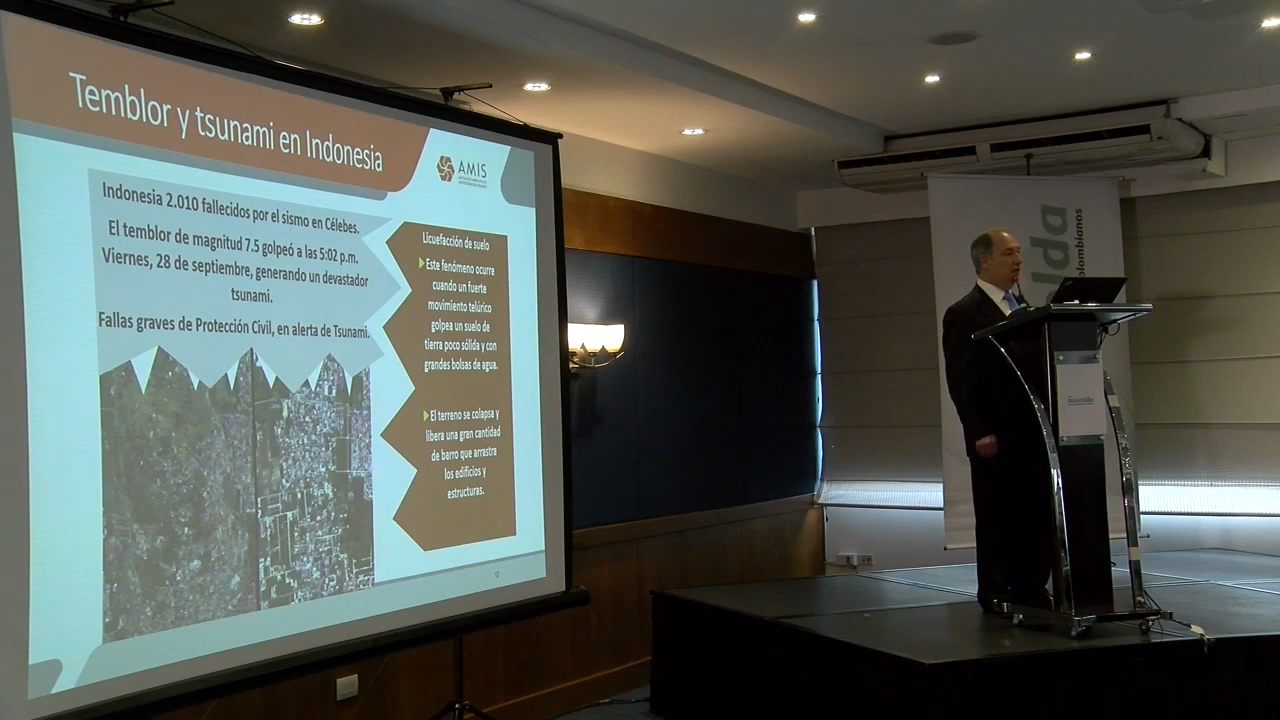 Temblor y tsunami en Indonesia
AMIS
Indonesia 2.010 fallecidos por el sismo en Célebes.
El temblor de magnitud 7.5 golpeó a las 5:02 p.m.
Viernes, 28 de septiembre, generando un devastador
tsunami.
Fallas graves de Protección Civil, en alerta de Tsunami.
Licuefacción de suelo
Este fenómeno ocurre
cuando un fuerte
movimiento telúrico
golpea un suelo de
tierra poco sólida y con
grandes bolsas de agua.
El terreno se colapsa y
libera una gran cantidad
de barro que arrastra
los edificios y
estructuras.
12
lda
olombianos